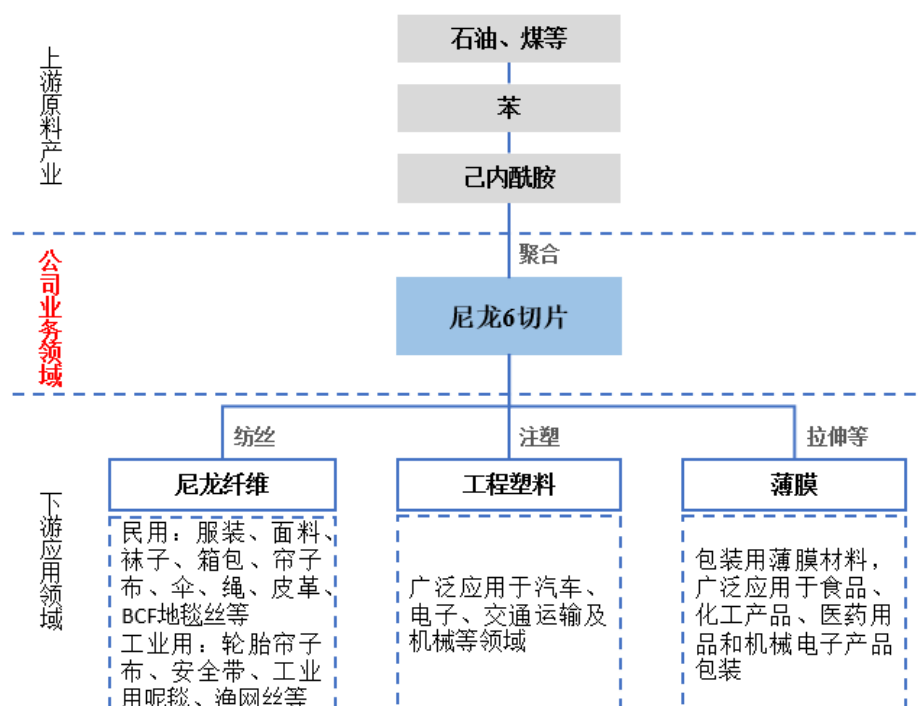 上游原料产业
石油、煤等
苯
己内酰胺
公司业务领域
聚合
尼龙6切片
下游应用领域
纺丝
注塑
拉伸等
尼龙纤维
工程塑料
薄膜
民用：服装、面料、
袜子、箱包、帘子
布、伞、绳、皮革、
BCF地毯丝等
工业用：轮胎帘子
布、安全带、工业
用呢毯、渔网丝等
广泛应用于汽车、
电子、交通运输及
机械等领域
包装用薄膜材料，
广泛应用于食品、
化工产品、医药用
品和机械电子产品
包装